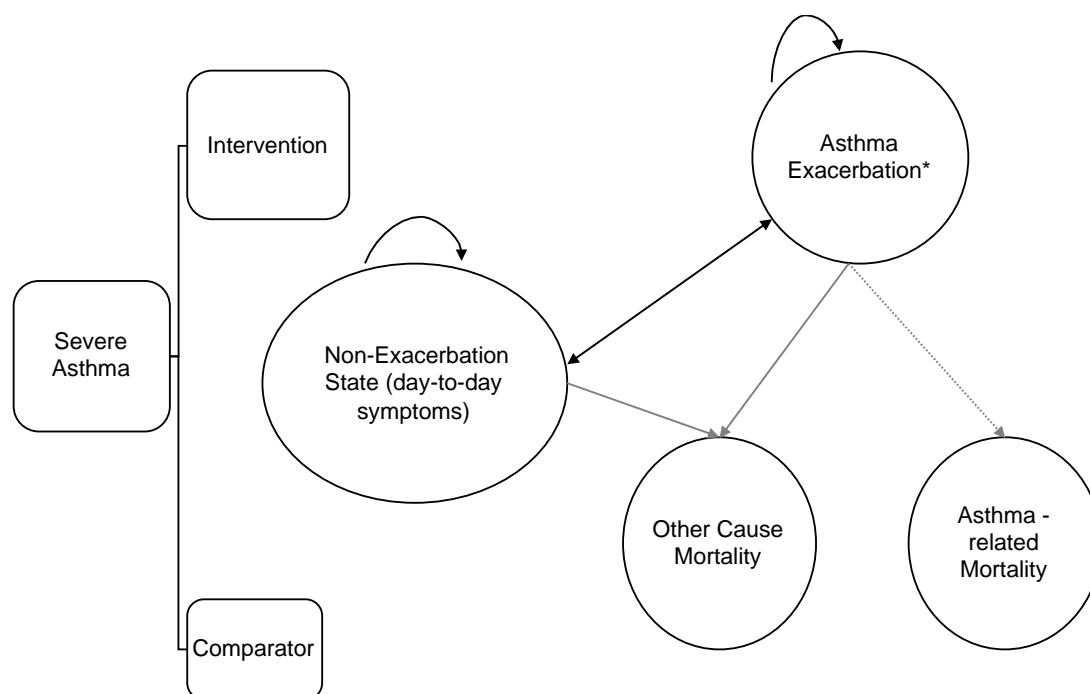 Intervention
Asthma
Exacerbation*
Severe
Asthma
Non-Exacerbation
State (day-to-day
symptoms)
Other Cause
Mortality
Asthma -
related
Mortality
Comparator